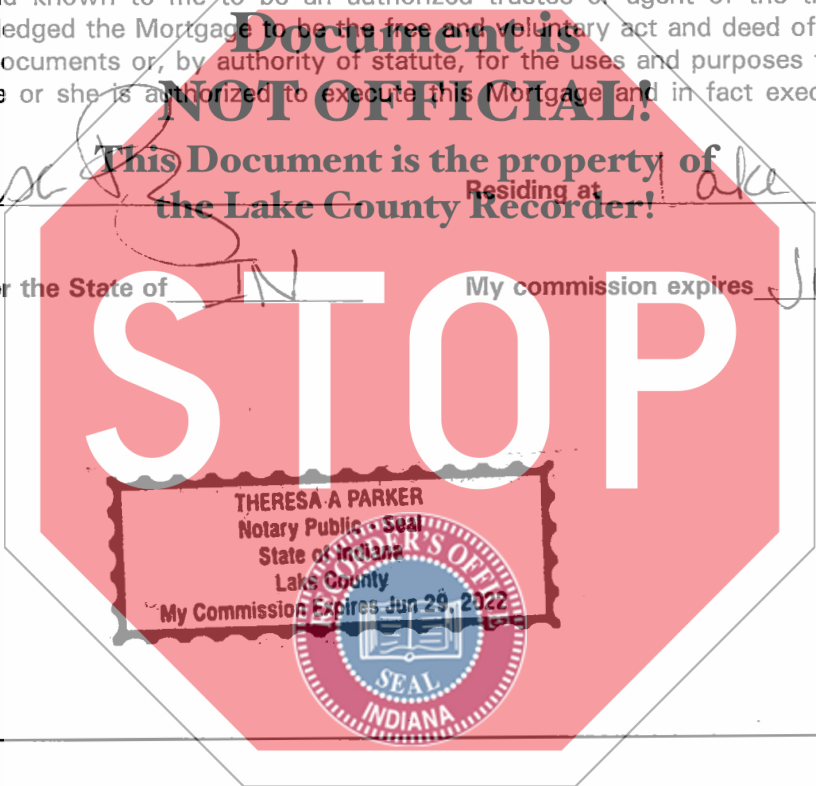 known to me to be an authorized trustee or agent of the
ledged the Mortgage to be the free and voluntary act and deed of
Document is
ocuments or, by authority of statute, for the uses and purposes
e or she is authorized to execute this Mortgage and in fact exec
NOT OFFICIAL!
This Document is the property of
the Lake County Recorder!
Residing at Lake
r the State of IN My commission expires
STOP
THERESA A PARKER
Notary Public - Seal
State of Indiana
Lake County
My Commission Expires Jun 29, 2022
RECORDER'S OFFICE
SEAL
INDIANA